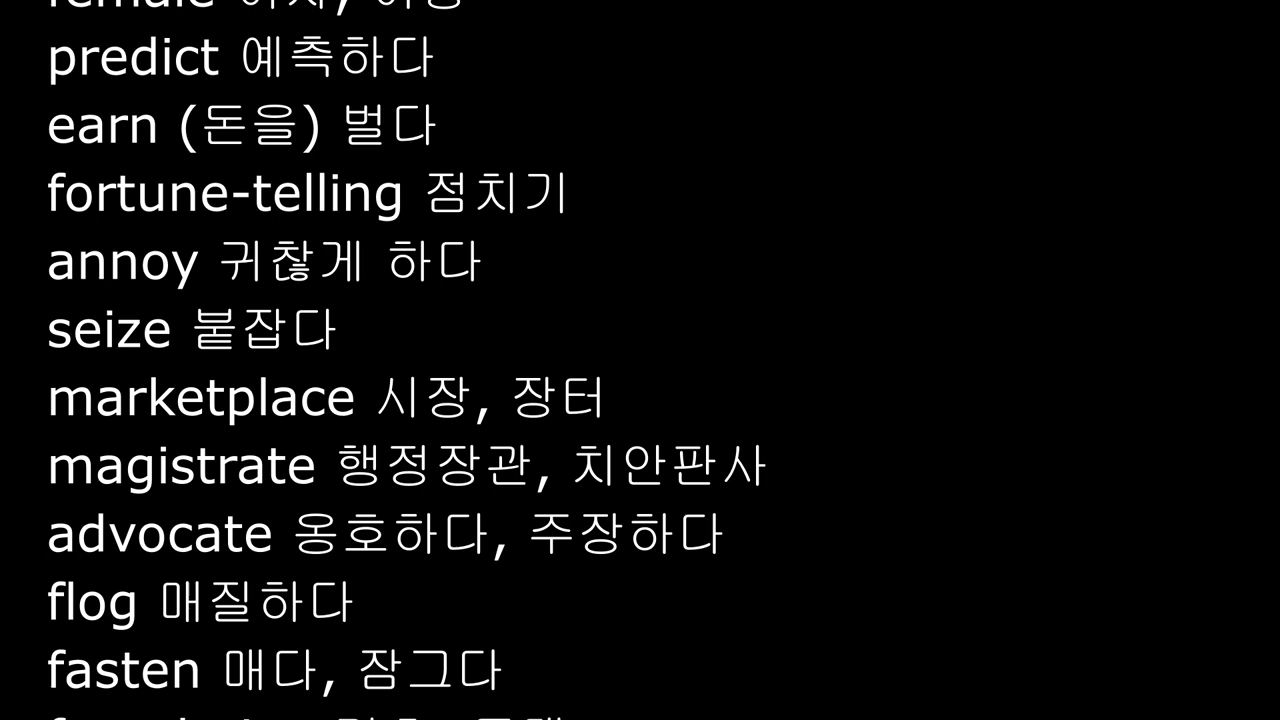 female
predict 예측하다
earn (돈을) 벌다
fortune-telling 점치기
annoy 귀찮게 하다
seize 붙잡다
marketplace 시장, 장터
magistrate 행정장관, 치안판사
advocate 옹호하다, 주장하다
flog 매질하다
fasten 매다, 잠그다